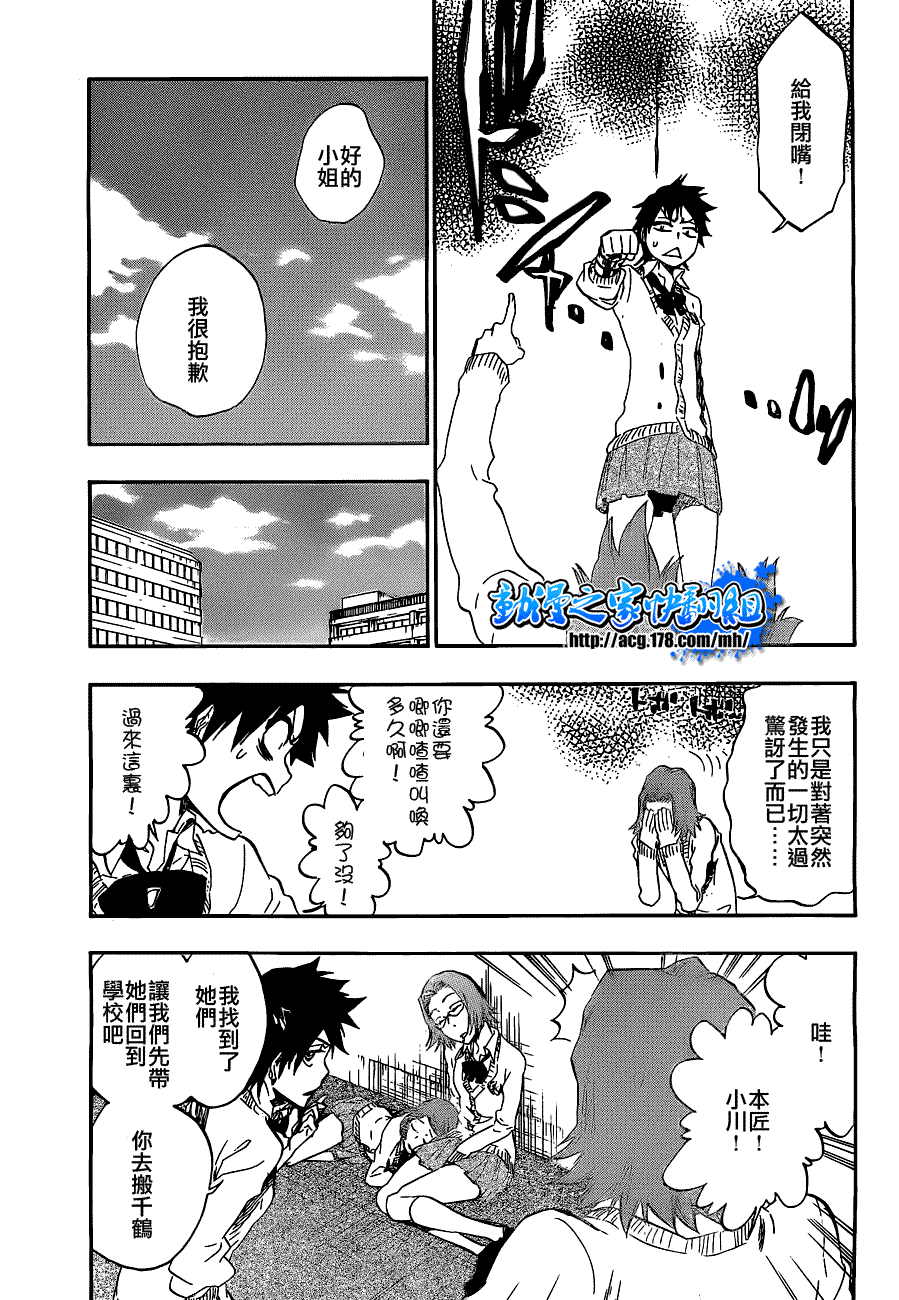 給我閉嘴！
好的
小姐
我很抱歉
動漫之家快翻組
http://acg.178.com/mh/
我只是對著突然
發生的一切太過
驚訝了而已……
你還要
唧唧喳喳叫喚
多久啊！
夠了沒！
過來這裏！
哇！
本匠！
小川！
我找到了
她們
讓我們先帶
她們回到
學校吧
你去搬千鶴